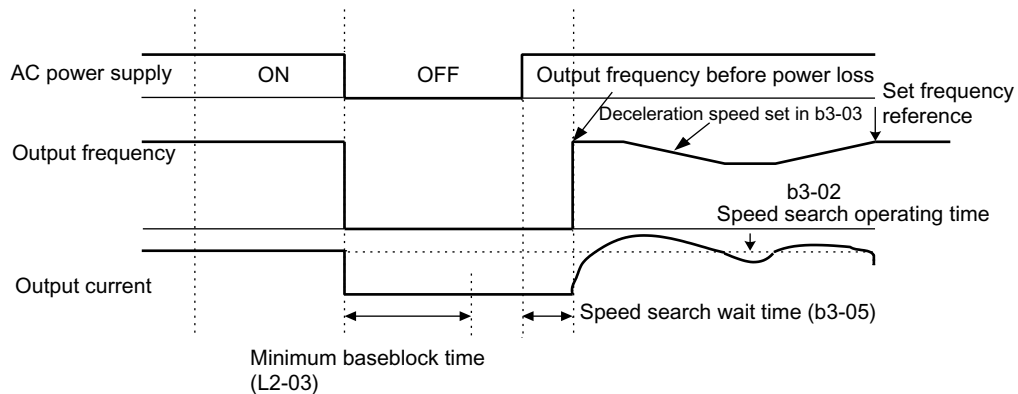 AC power supply
ON
OFF
Output frequency before power loss
Set frequency
reference
Deceleration speed set in b3-03
Output frequency
b3-02
Speed search operating time
Output current
Speed search wait time (b3-05)
Minimum baseblock time
(L2-03)